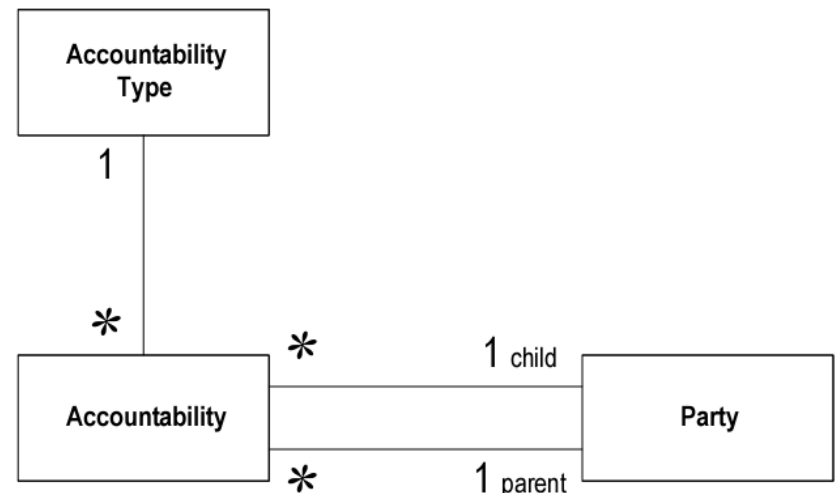 Accountability
Type
1
*
*
1 child
Accountability
Party
*
1 parent